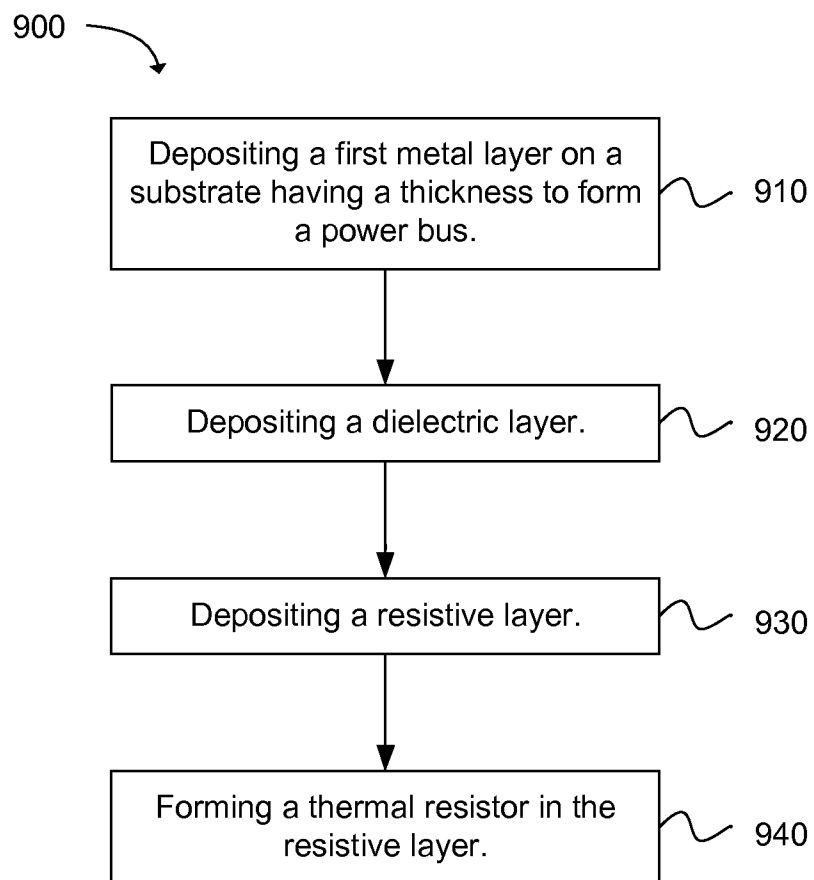 900
Depositing a first metal layer on a
substrate having a thickness to form
a power bus.
910
Depositing a dielectric layer.
920
Depositing a resistive layer.
930
Forming a thermal resistor in the
resistive layer.
940